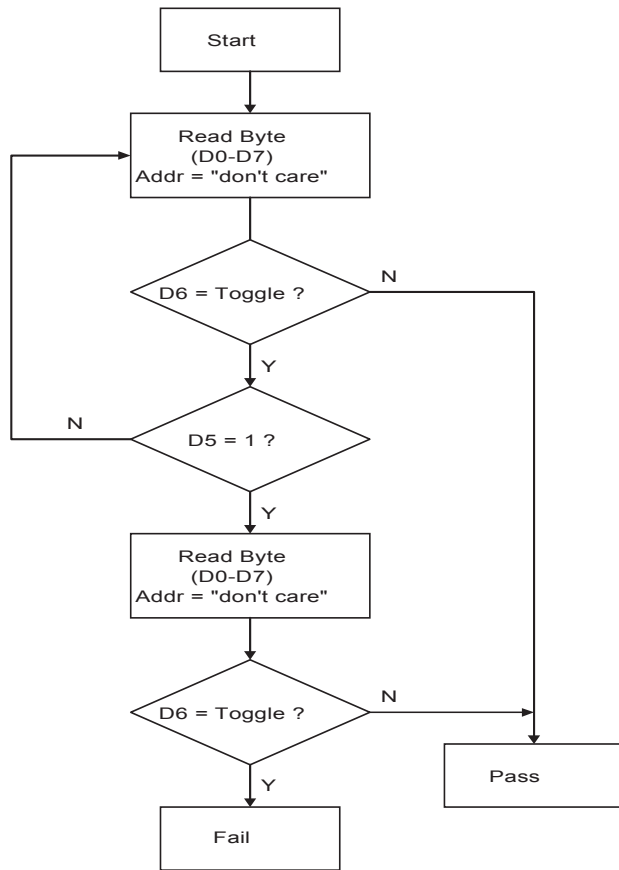 Start
Read Byte
(D0-D7)
Addr = "don't care"
D6 = Toggle ?
N
Y
N
D5 = 1 ?
Y
Read Byte
(D0-D7)
Addr = "don't care"
D6 = Toggle ?
N
Y
Pass
Fail